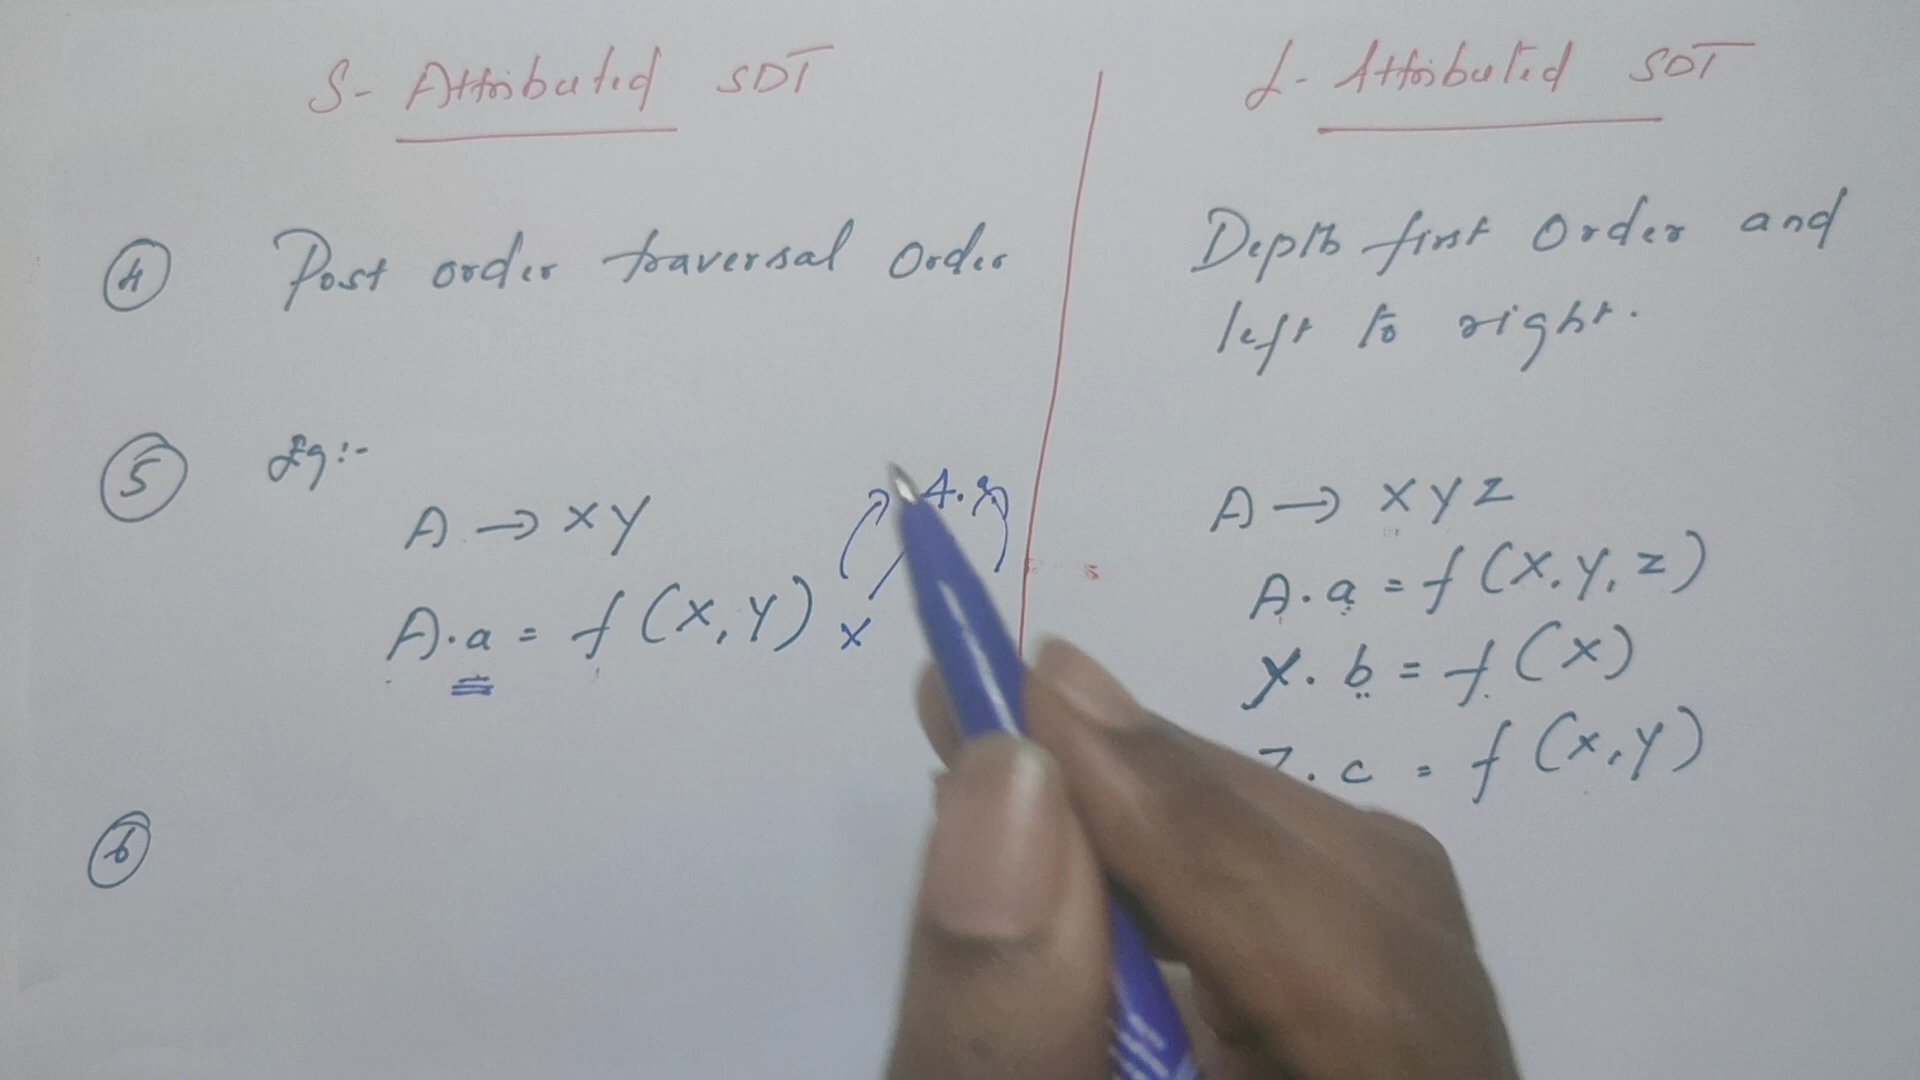 S- Attributed SDT
L- Attributed SDT
4 Post order traversal Order
Depth first Order and
left to right.
5 Eg:-
A → XY
A.a = f(X,Y)
X
A → XYZ
A.a = f(X.Y.Z)
Y.b = f(X)
Z.c = f(X,Y)
6